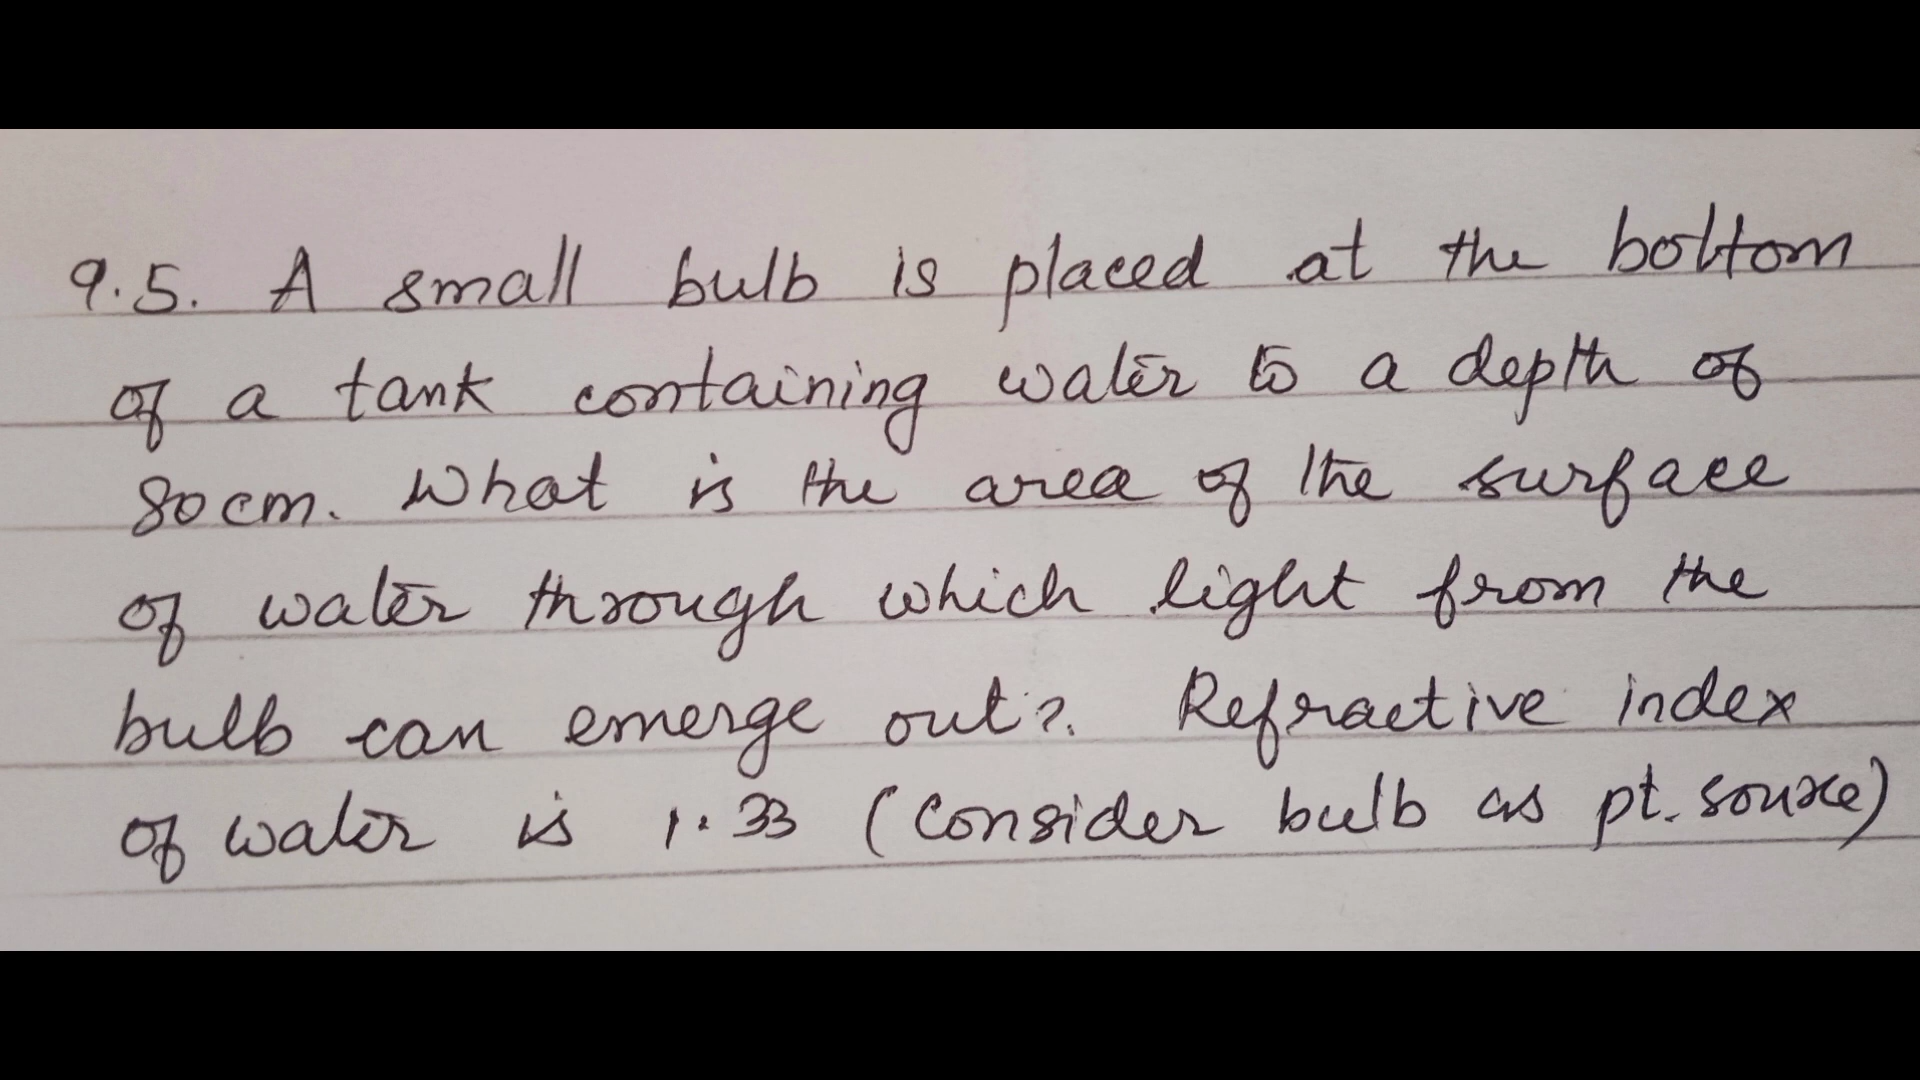 9.5. A small bulb is placed at the bottom
of a tank containing water to a depth of
80cm. What is the area of the surface
of water through which light from the
bulb can emerge out?. Refractive index
of water is 1.33 (Consider bulb as pt. source)